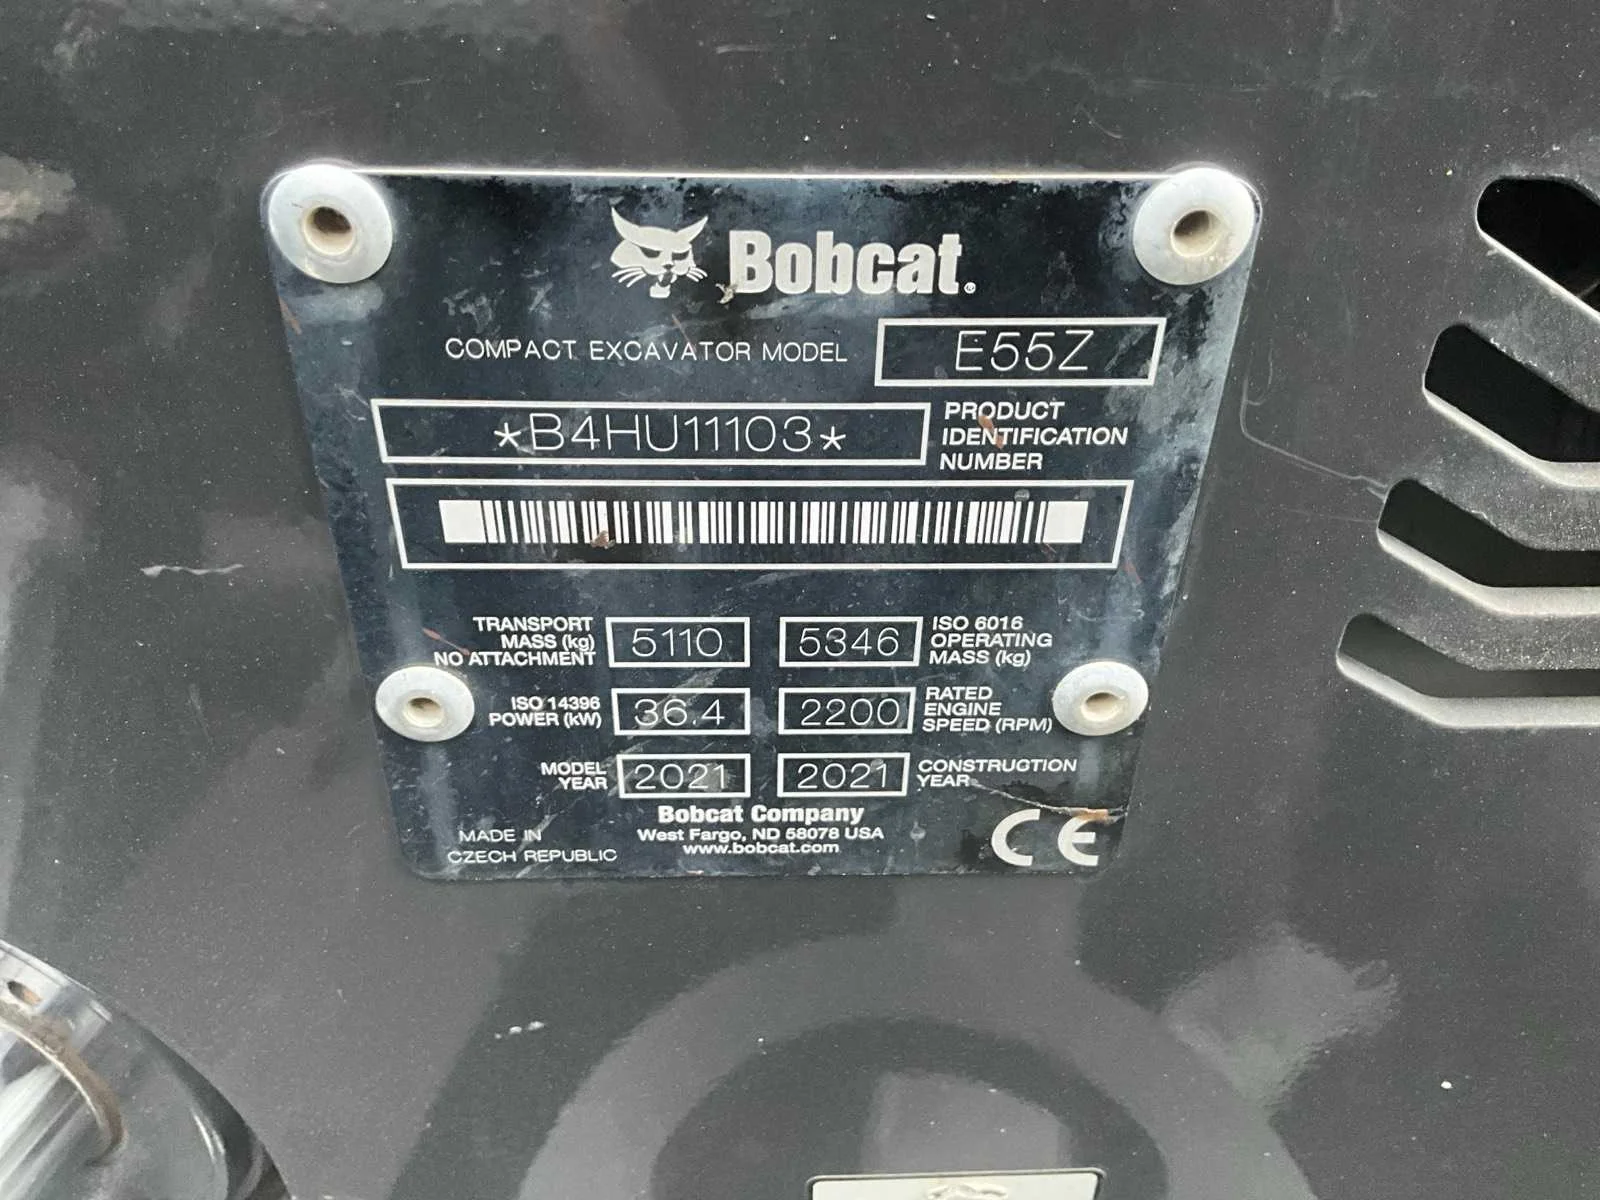 Bobcat®
COMPACT EXCAVATOR MODEL E55Z
*B4HU11103* PRODUCT IDENTIFICATION NUMBER
TRANSPORT MASS (kg) NO ATTACHMENT 5110
5346 ISO 6016 OPERATING MASS (kg)
ISO 14396 POWER (kW) 36.4
2200 RATED ENGINE SPEED (RPM)
MODEL YEAR 2021
2021 CONSTRUCTION YEAR
Bobcat Company
West Fargo, ND 58078 USA
www.bobcat.com
MADE IN
CZECH REPUBLIC
CE